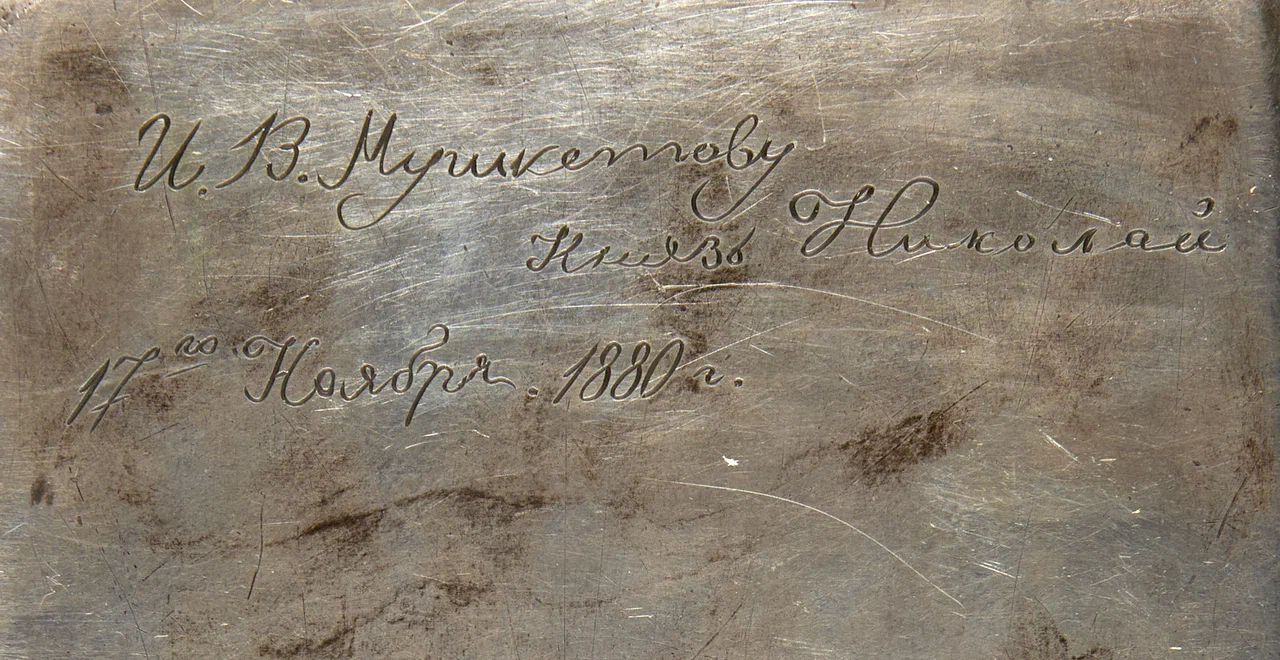 И. В. Мушкетову
Князь Николай
17го Ноября. 1880 г.